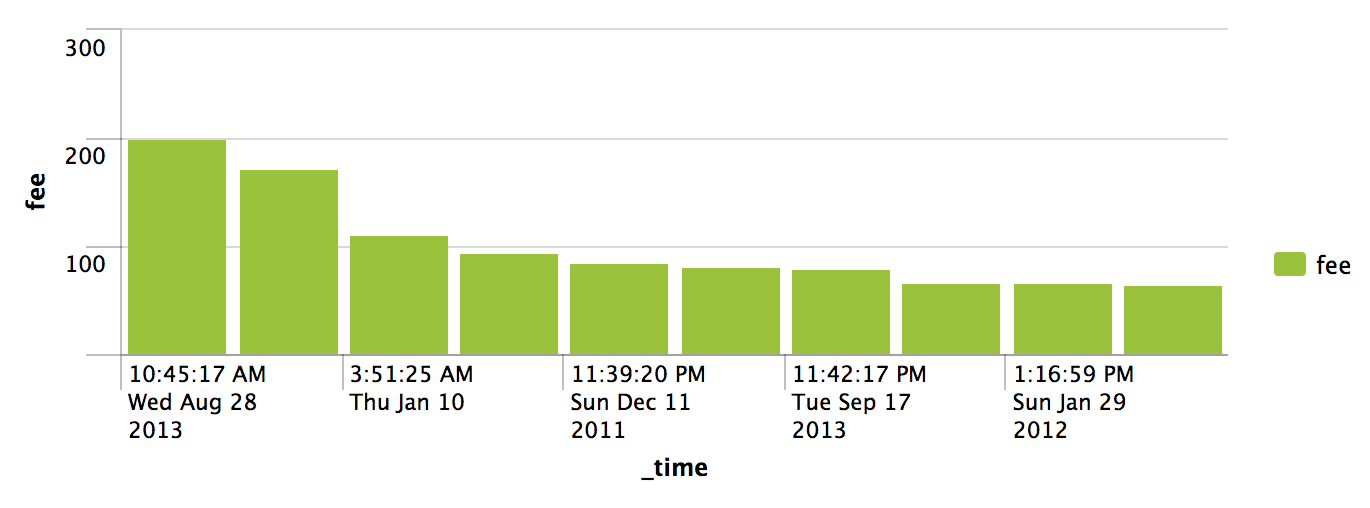 300
200
100
fee
fee
10:45:17 AM
Wed Aug 28
2013
3:51:25 AM
Thu Jan 10
11:39:20 PM
Sun Dec 11
2011
11:42:17 PM
Tue Sep 17
2013
1:16:59 PM
Sun Jan 29
2012
_time